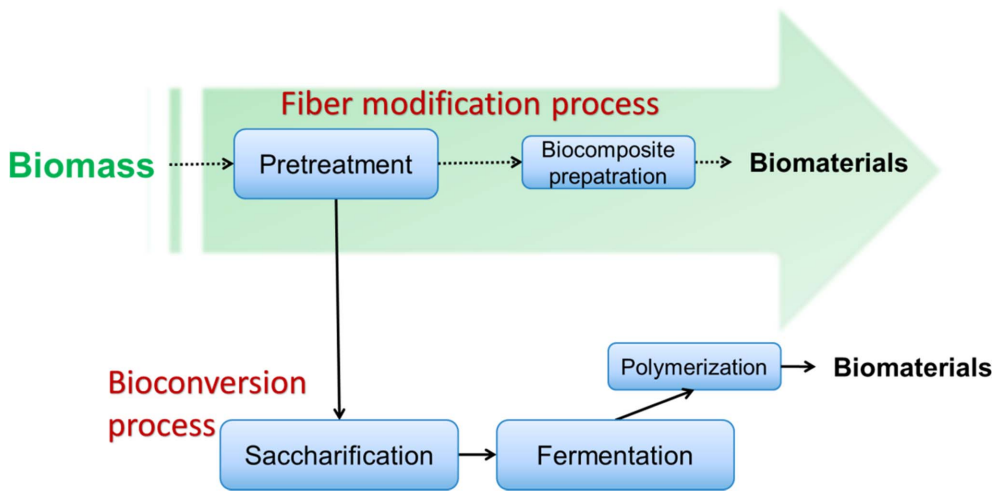 Fiber modification process
Biomass
Pretreatment
Biocomposite
prepatration
Biomaterials
Bioconversion
process
Polymerization
Biomaterials
Saccharification
Fermentation